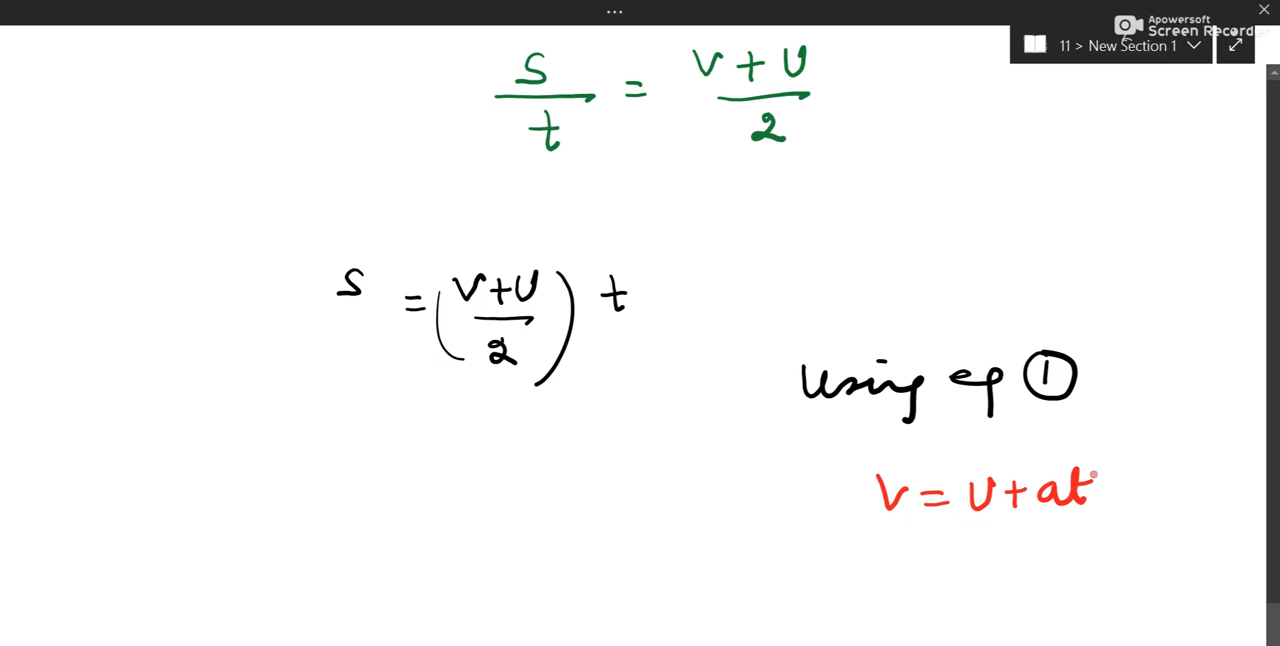 ...
Apowersoft
Screen Recorder
11 > New Section 1
s/t = v+u/2
s = (v+u/2) t
using eq ①
v = u + at